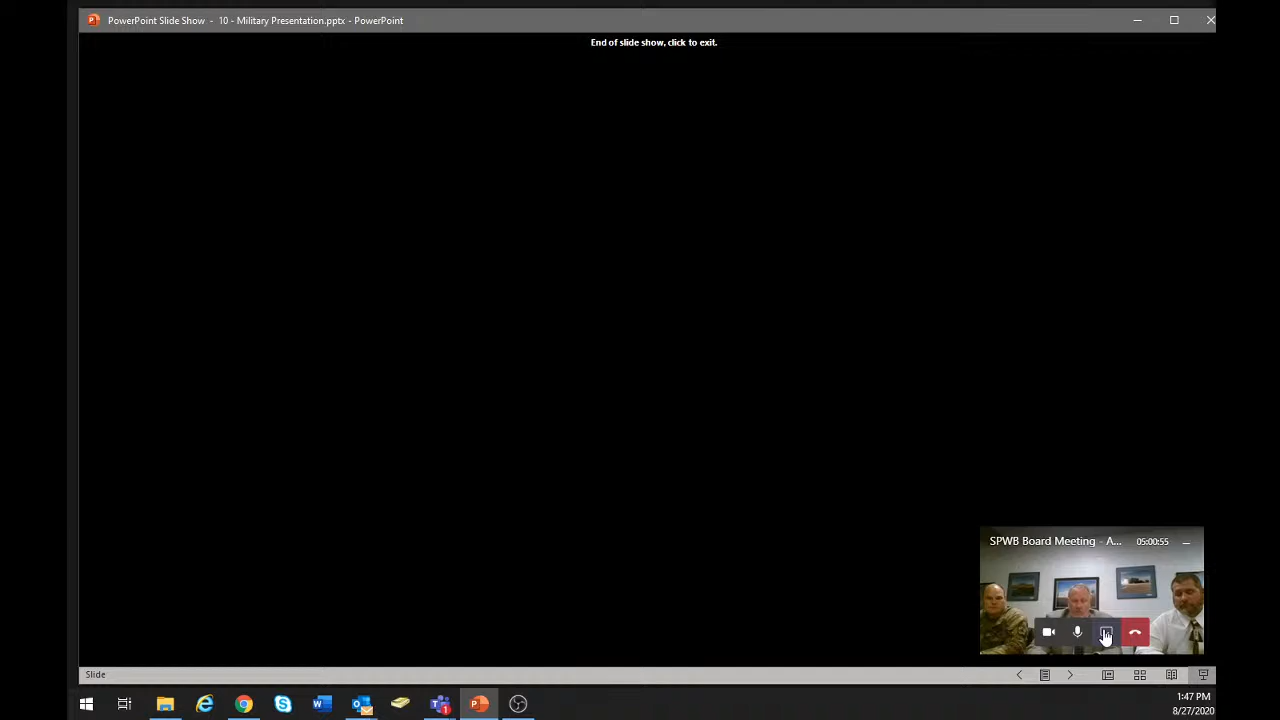 PowerPoint Slide Show - 10 - Military Presentation.pptx - PowerPoint
End of slide show, click to exit.
SPWB Board Meeting - A... 05:00:55
Slide
1:47 PM
8/27/2020